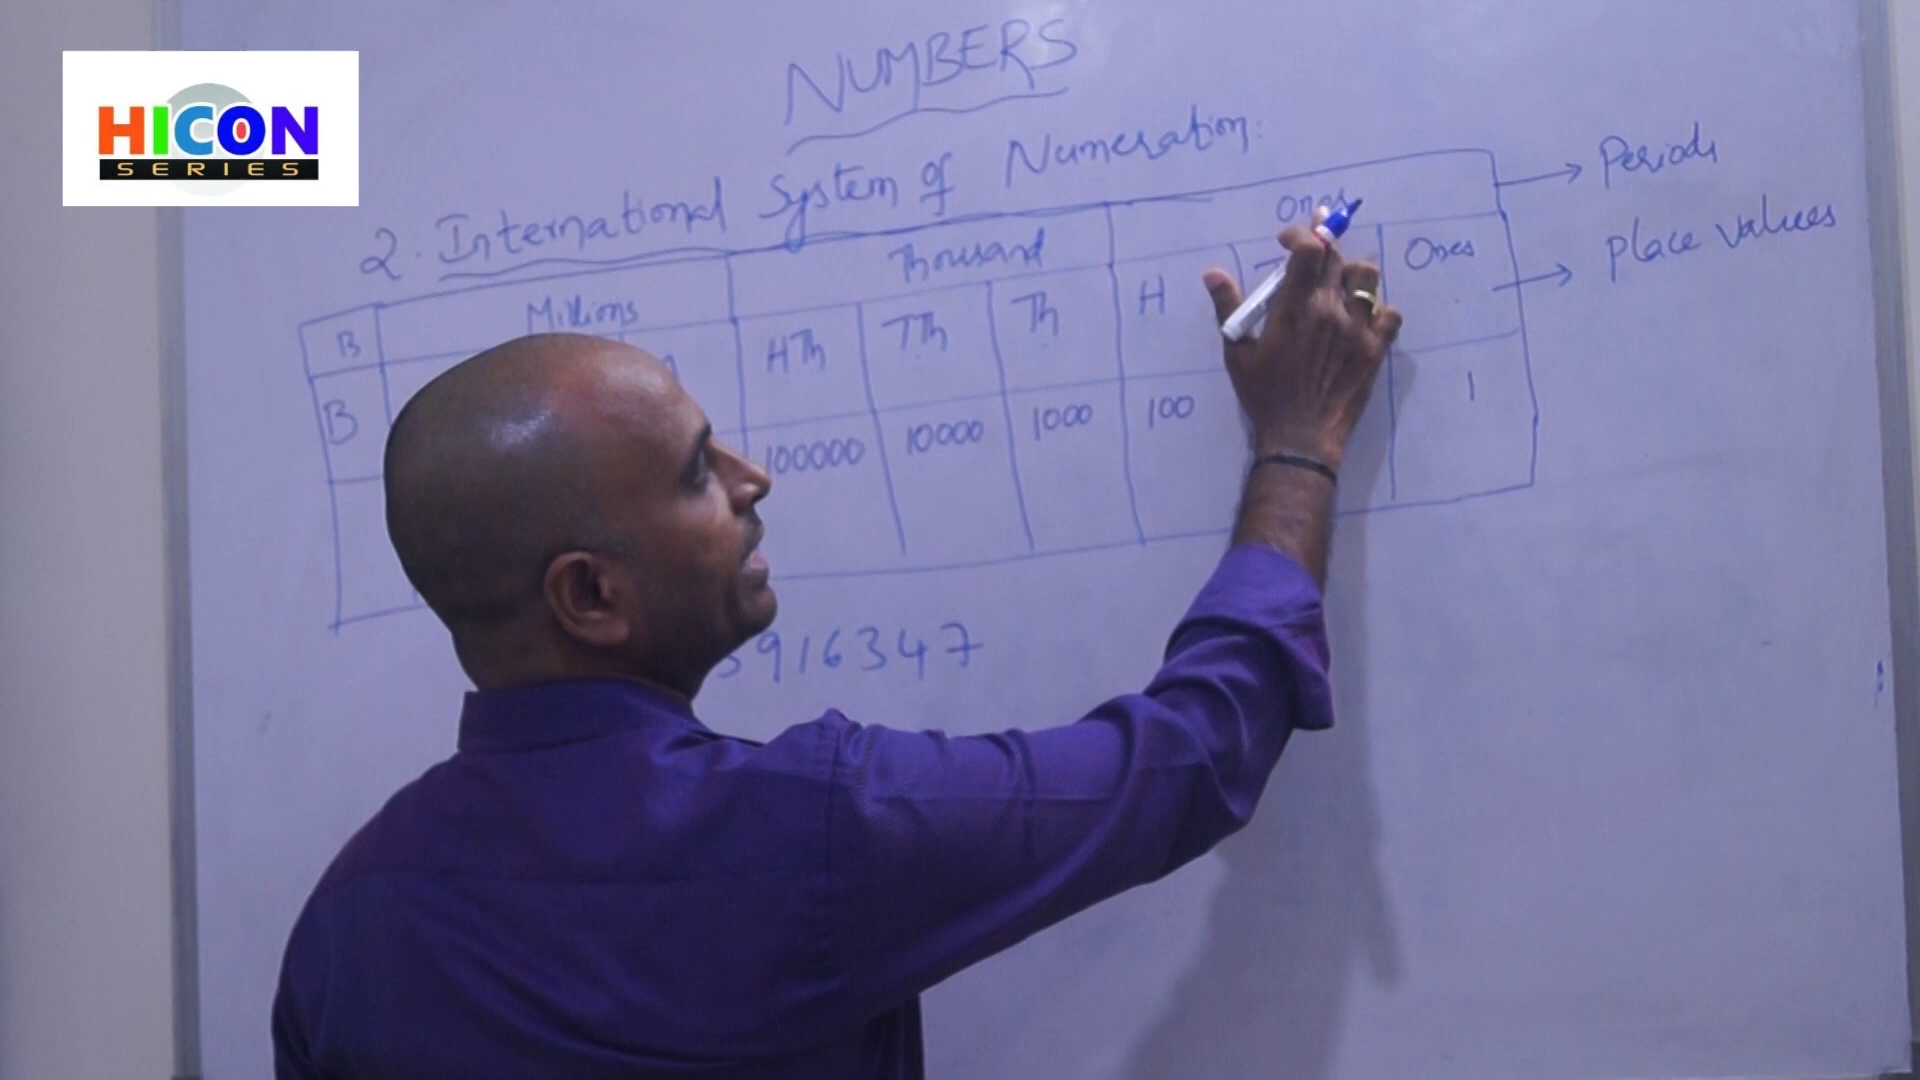 HICON
SERIES
NUMBERS
2. International System of Numeration:
B Millions Thousand Ones → Periods
B HTh TTh Th H Ones → Place values
100000 10000 1000 100 1
916347